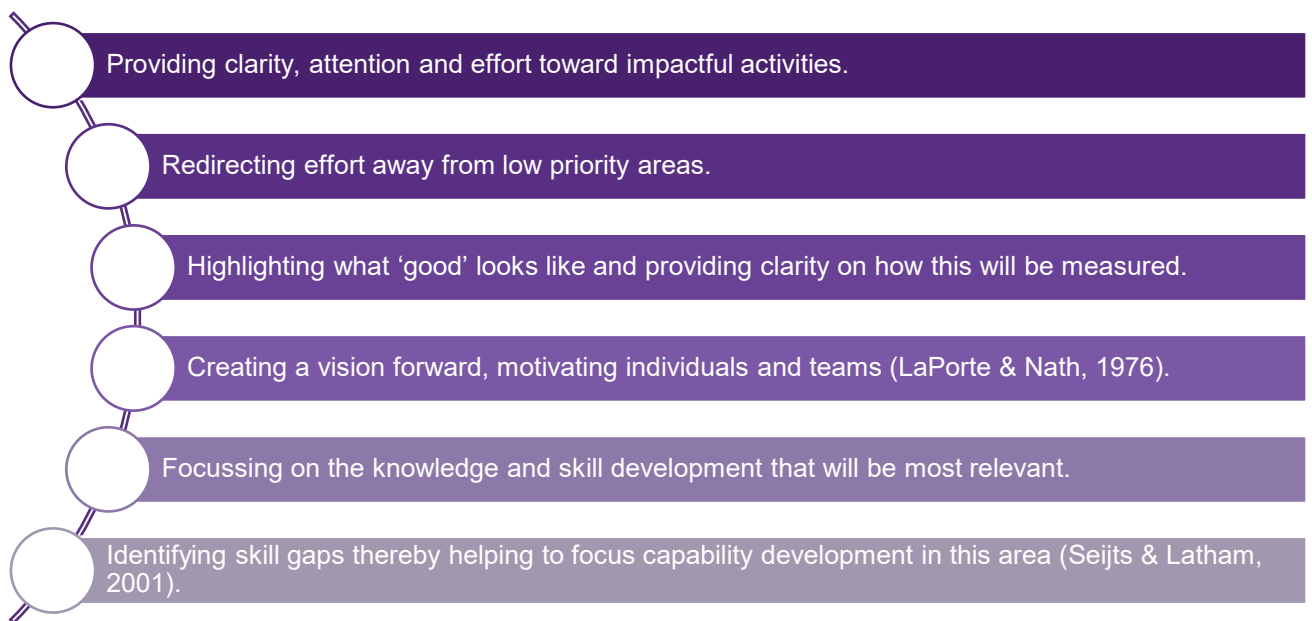 Providing clarity, attention and effort toward impactful activities.
Redirecting effort away from low priority areas.
Highlighting what ‘good’ looks like and providing clarity on how this will be measured.
Creating a vision forward, motivating individuals and teams (LaPorte & Nath, 1976).
Focussing on the knowledge and skill development that will be most relevant.
Identifying skill gaps thereby helping to focus capability development in this area (Seijts & Latham,
2001).